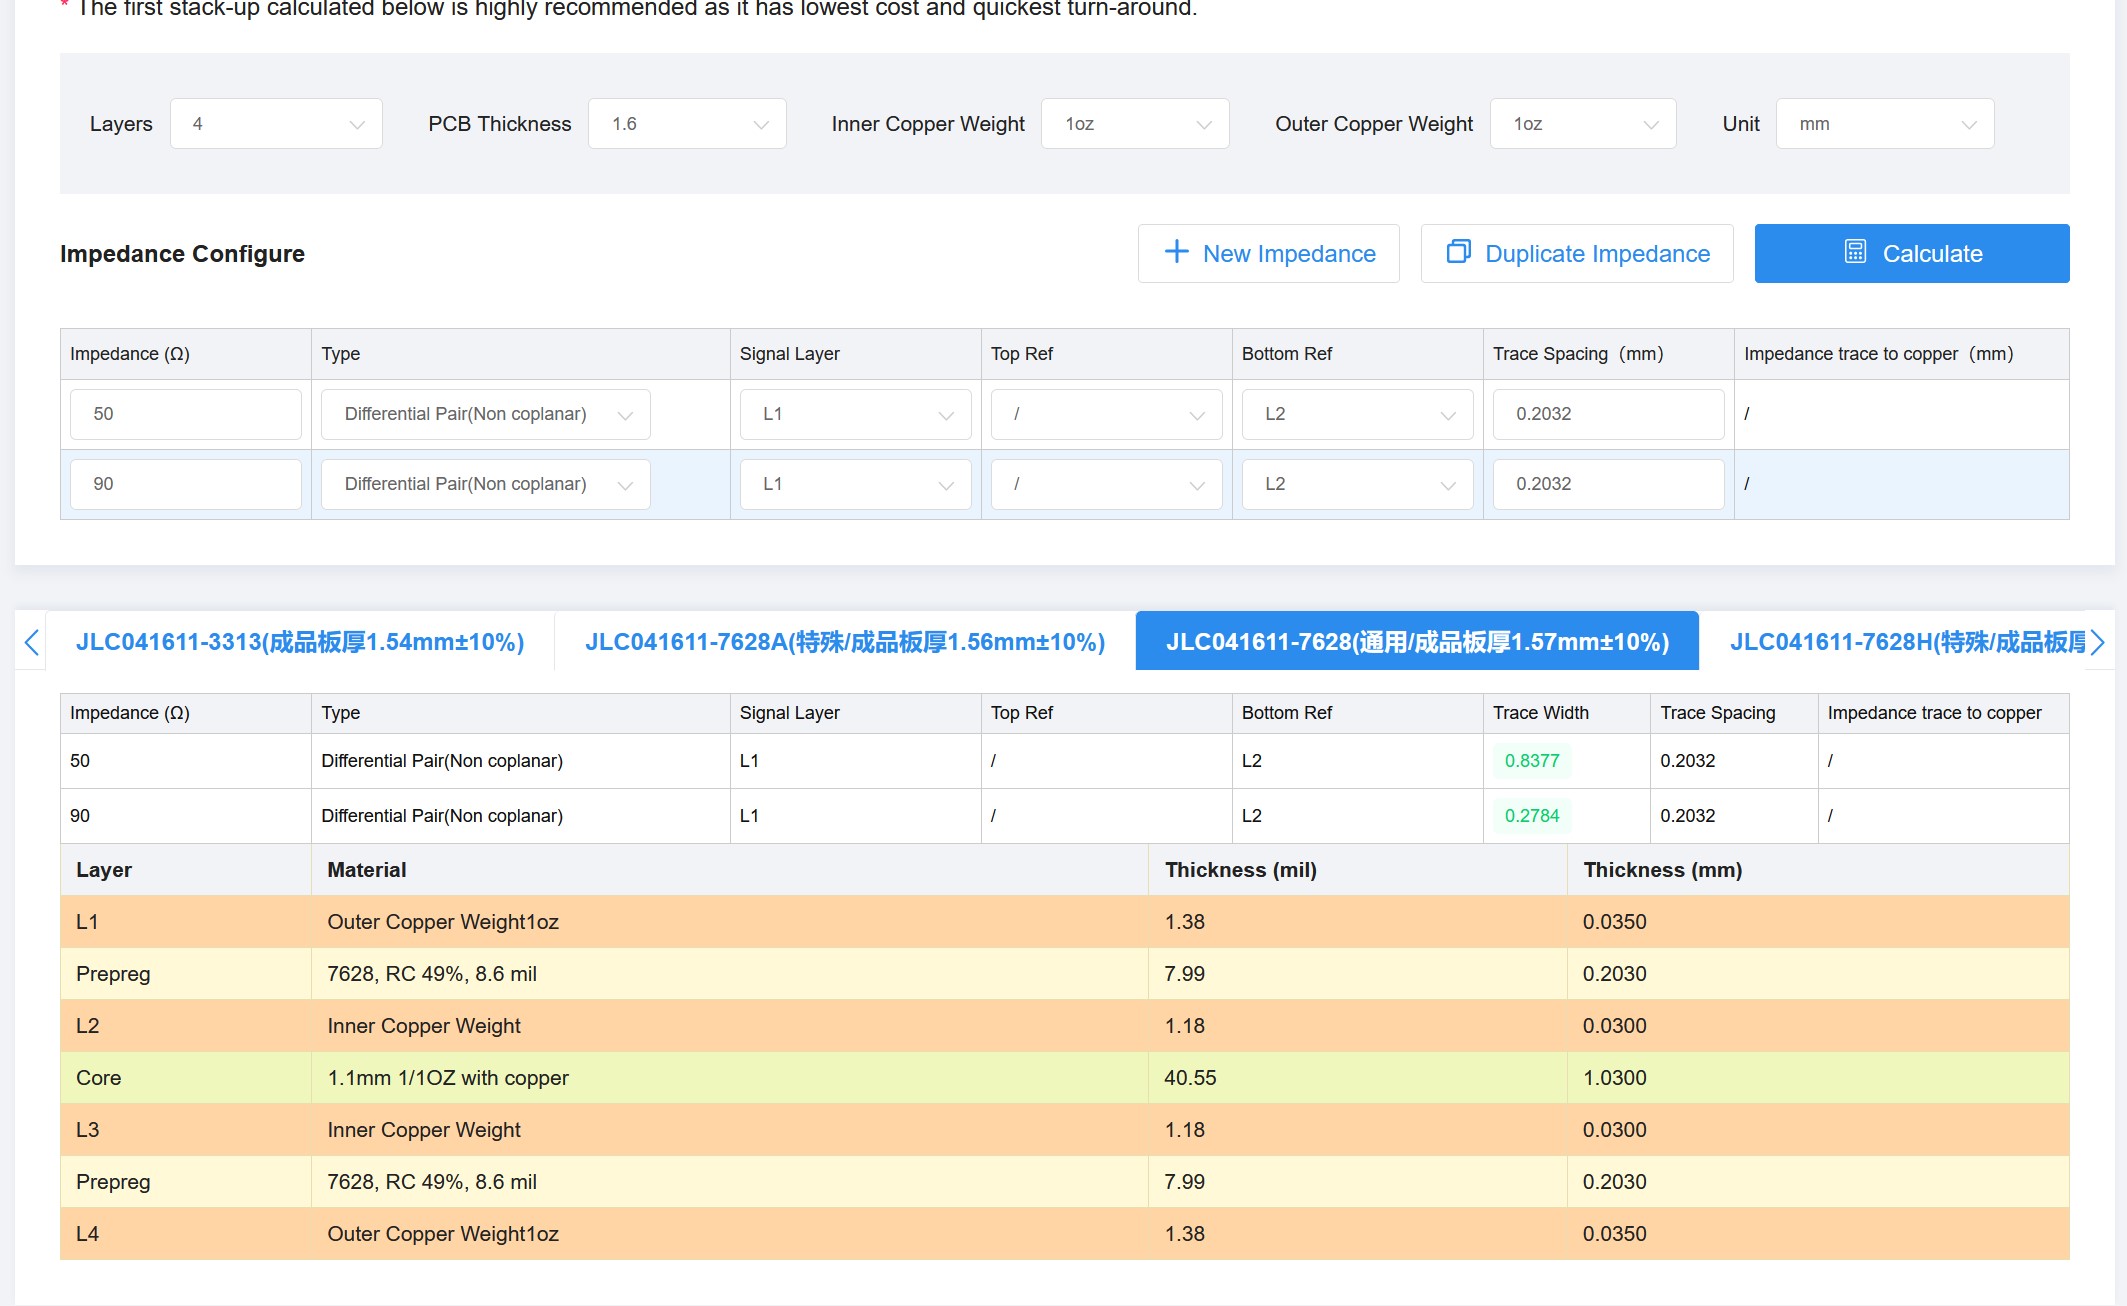 * The first stack-up calculated below is highly recommended as it has lowest cost and quickest turn-around.
Layers 4 PCB Thickness 1.6 Inner Copper Weight 1oz Outer Copper Weight 1oz Unit mm
Impedance Configure New Impedance Duplicate Impedance Calculate
Impedance (Ω) Type Signal Layer Top Ref Bottom Ref Trace Spacing（mm） Impedance trace to copper（mm）
50 Differential Pair(Non coplanar) L1 / L2 0.2032 /
90 Differential Pair(Non coplanar) L1 / L2 0.2032 /
JLC041611-3313(成品板厚1.54mm±10%) JLC041611-7628A(特殊/成品板厚1.56mm±10%) JLC041611-7628(通用/成品板厚1.57mm±10%) JLC041611-7628H(特殊/成品板厚
Impedance (Ω) Type Signal Layer Top Ref Bottom Ref Trace Width Trace Spacing Impedance trace to copper
50 Differential Pair(Non coplanar) L1 / L2 0.8377 0.2032 /
90 Differential Pair(Non coplanar) L1 / L2 0.2784 0.2032 /
Layer Material Thickness (mil) Thickness (mm)
L1 Outer Copper Weight1oz 1.38 0.0350
Prepreg 7628, RC 49%, 8.6 mil 7.99 0.2030
L2 Inner Copper Weight 1.18 0.0300
Core 1.1mm 1/1OZ with copper 40.55 1.0300
L3 Inner Copper Weight 1.18 0.0300
Prepreg 7628, RC 49%, 8.6 mil 7.99 0.2030
L4 Outer Copper Weight1oz 1.38 0.0350